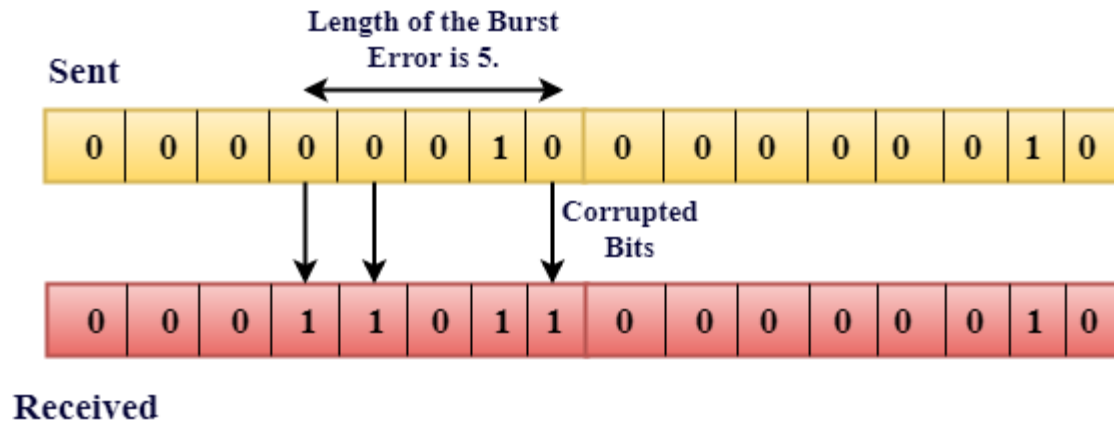 Length of the Burst
Error is 5.
Sent
0 0 0 0 0 0 1 0 0 0 0 0 0 0 1 0
Corrupted
Bits
0 0 0 1 1 0 1 1 0 0 0 0 0 0 1 0
Received